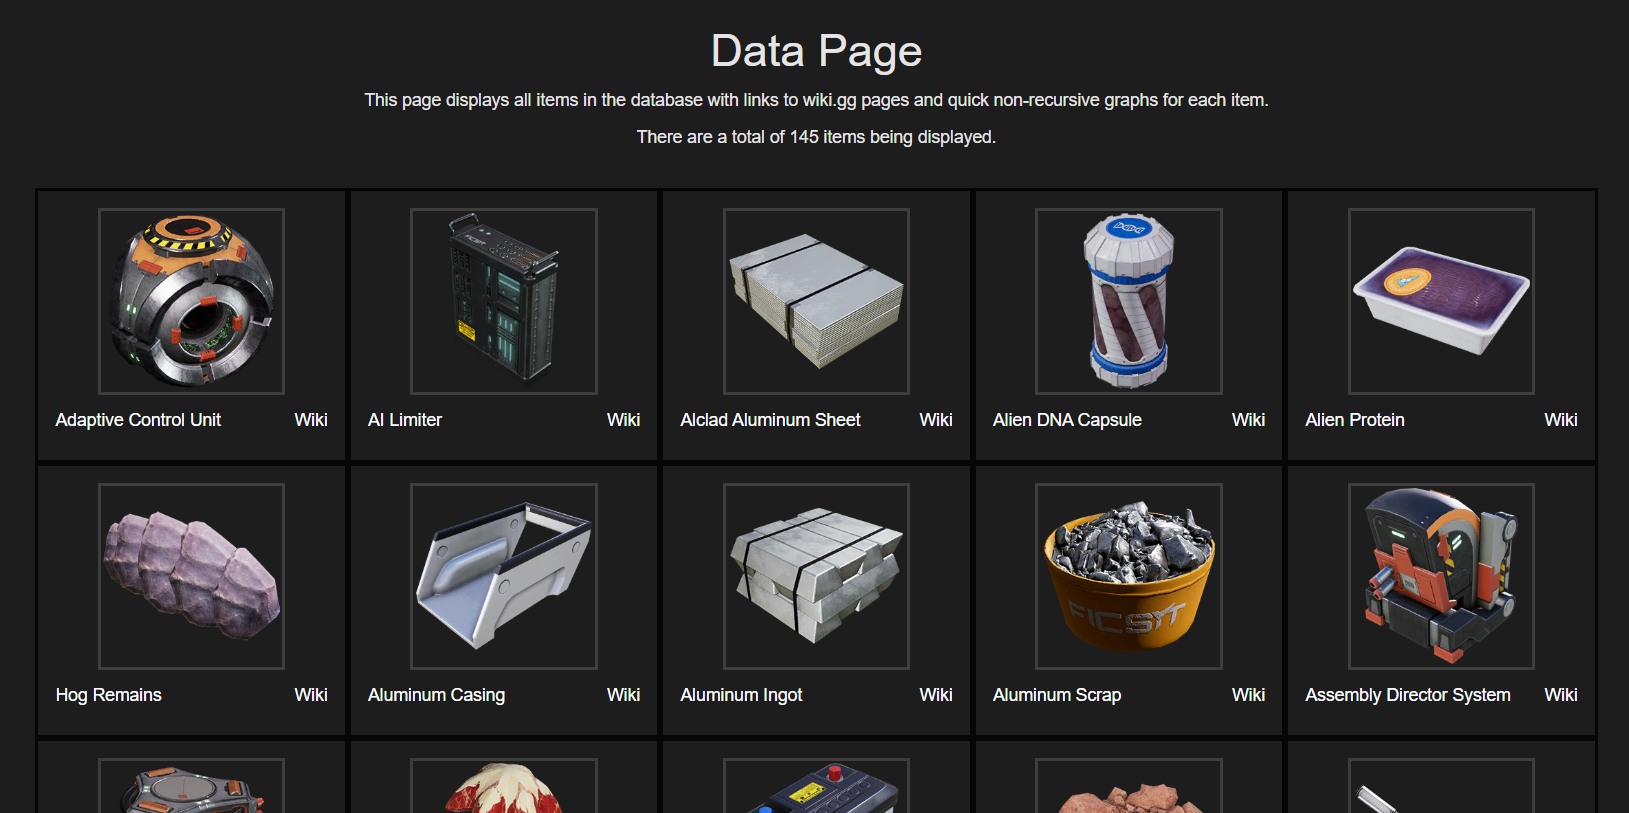 Data Page
This page displays all items in the database with links to wiki.gg pages and quick non-recursive graphs for each item.
There are a total of 145 items being displayed.
FICSIT
Adaptive Control Unit Wiki
AI Limiter Wiki
Alclad Aluminum Sheet Wiki
Alien DNA Capsule Wiki
Alien Protein Wiki
FICSIT
Hog Remains Wiki
Aluminum Casing Wiki
Aluminum Ingot Wiki
Aluminum Scrap Wiki
Assembly Director System Wiki